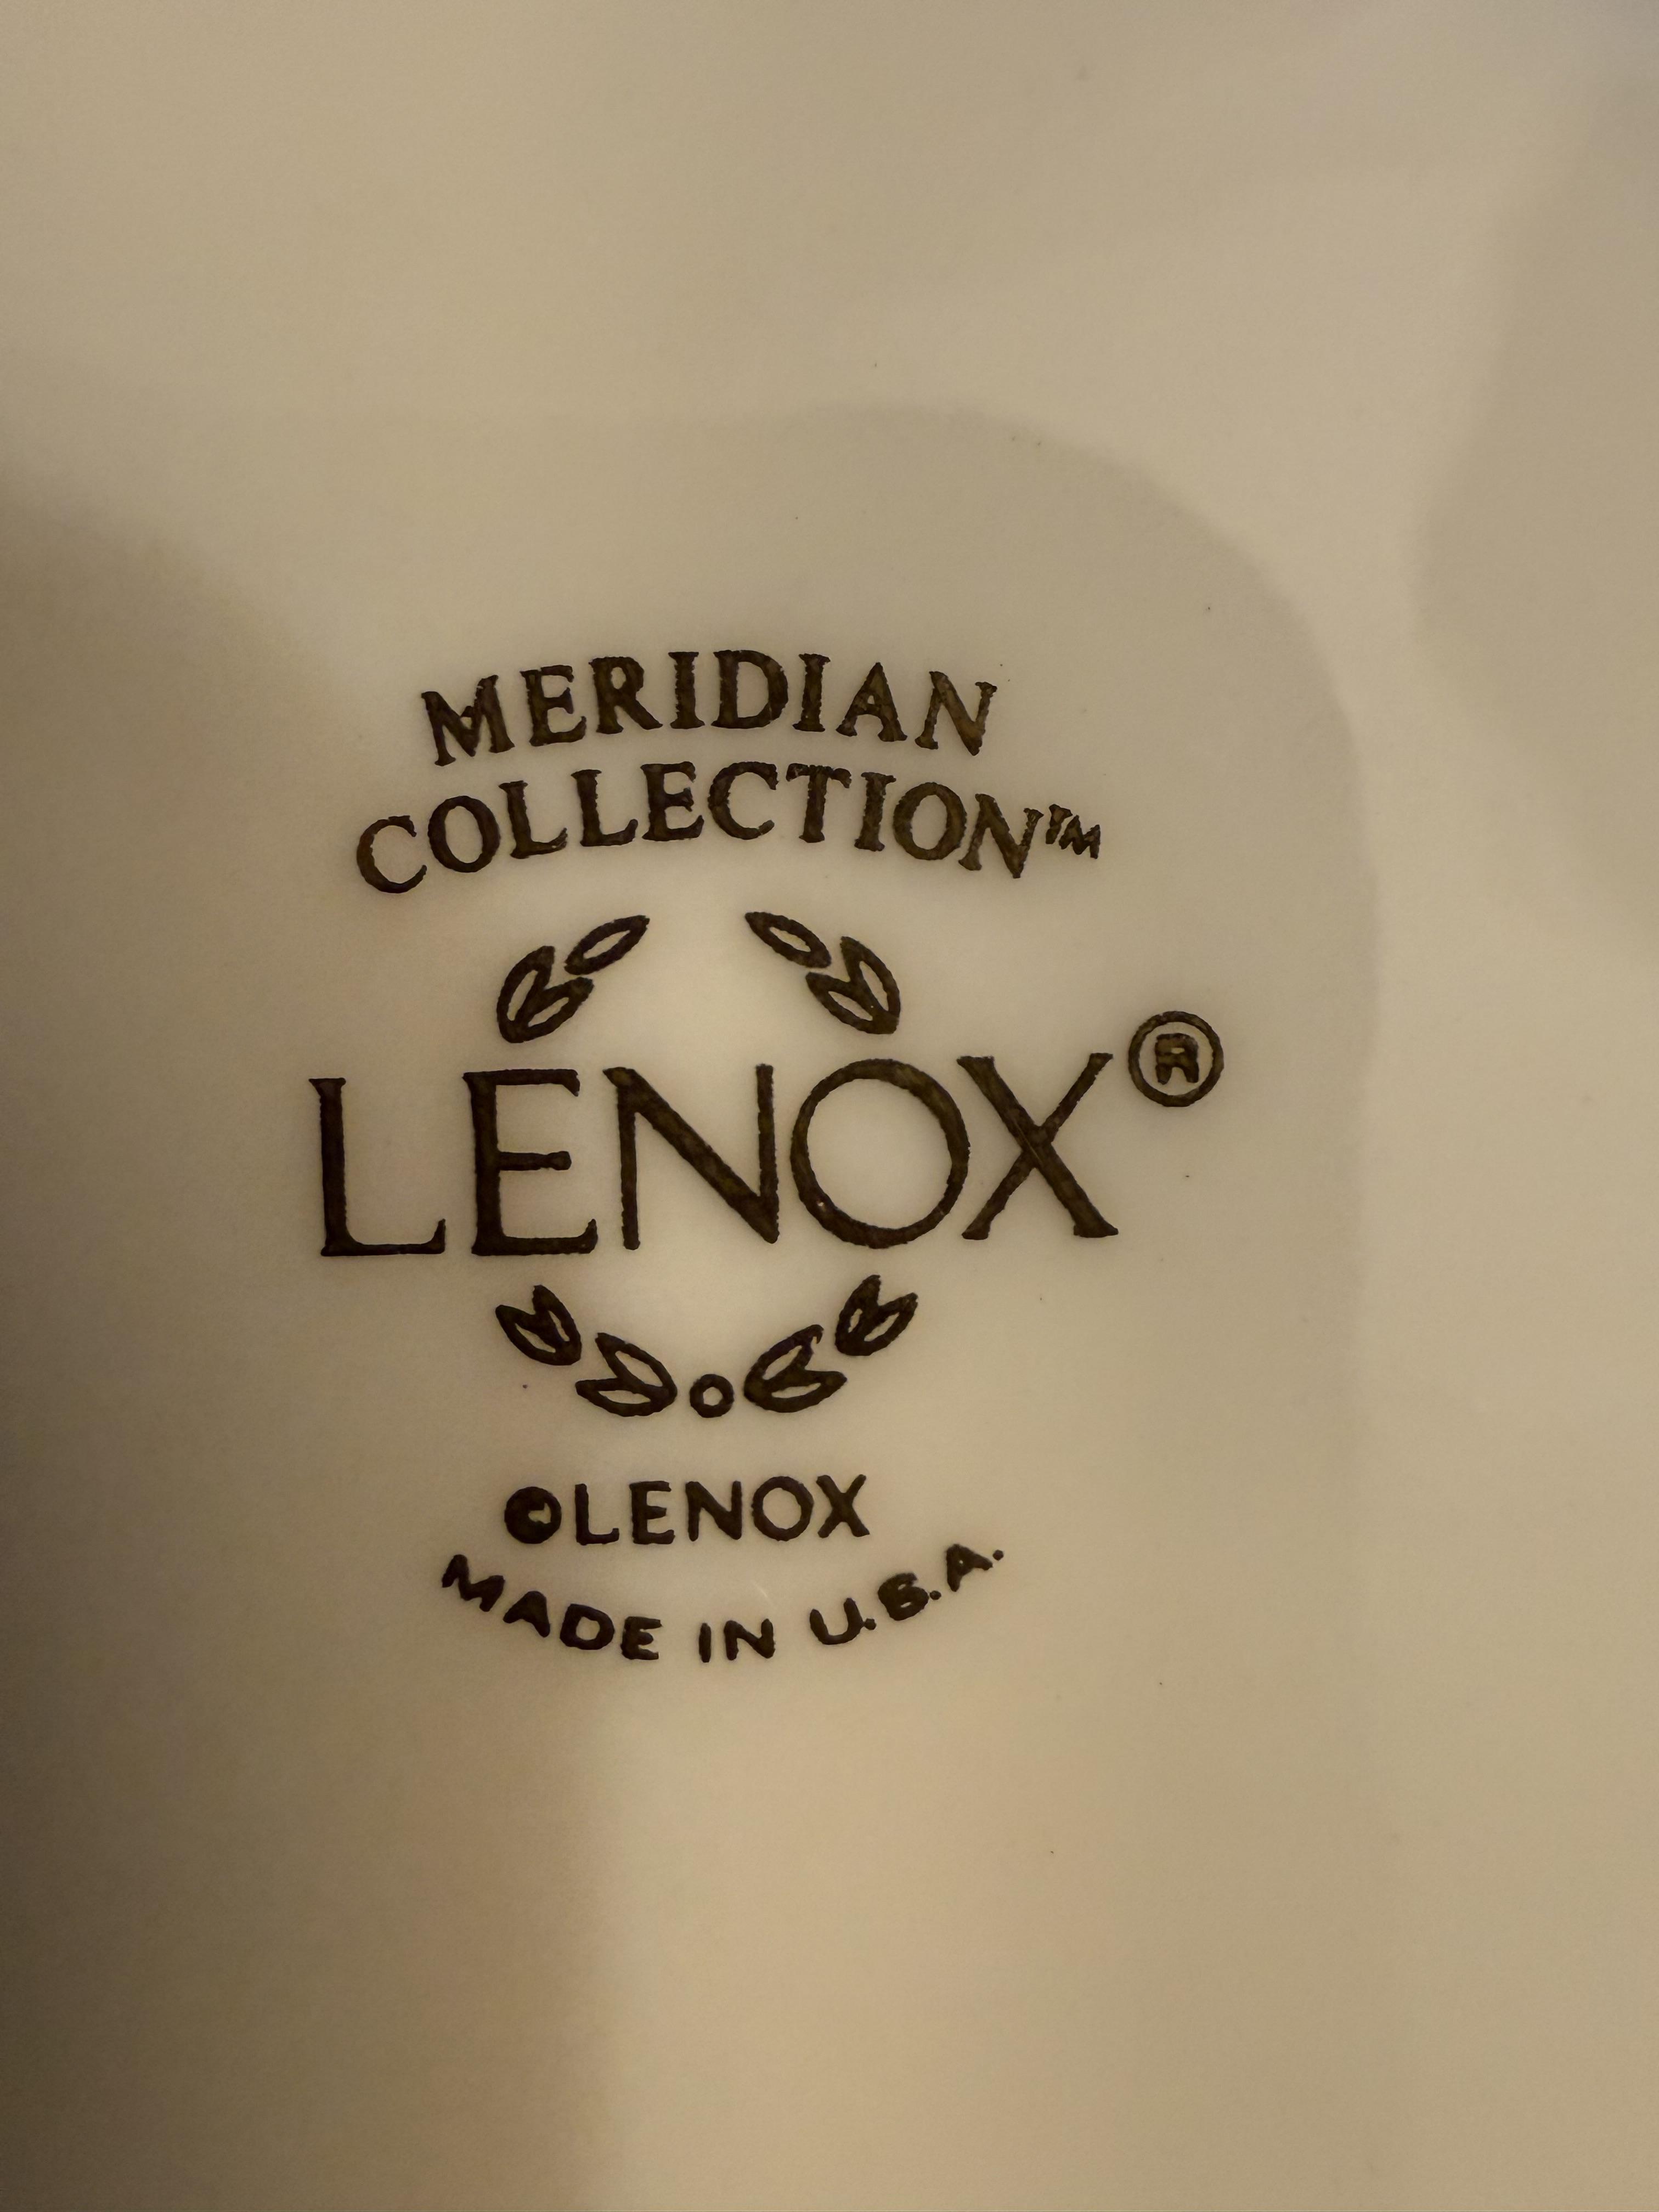 MERIDIAN
COLLECTION™
LENOX®
©LENOX
MADE IN U.S.A.